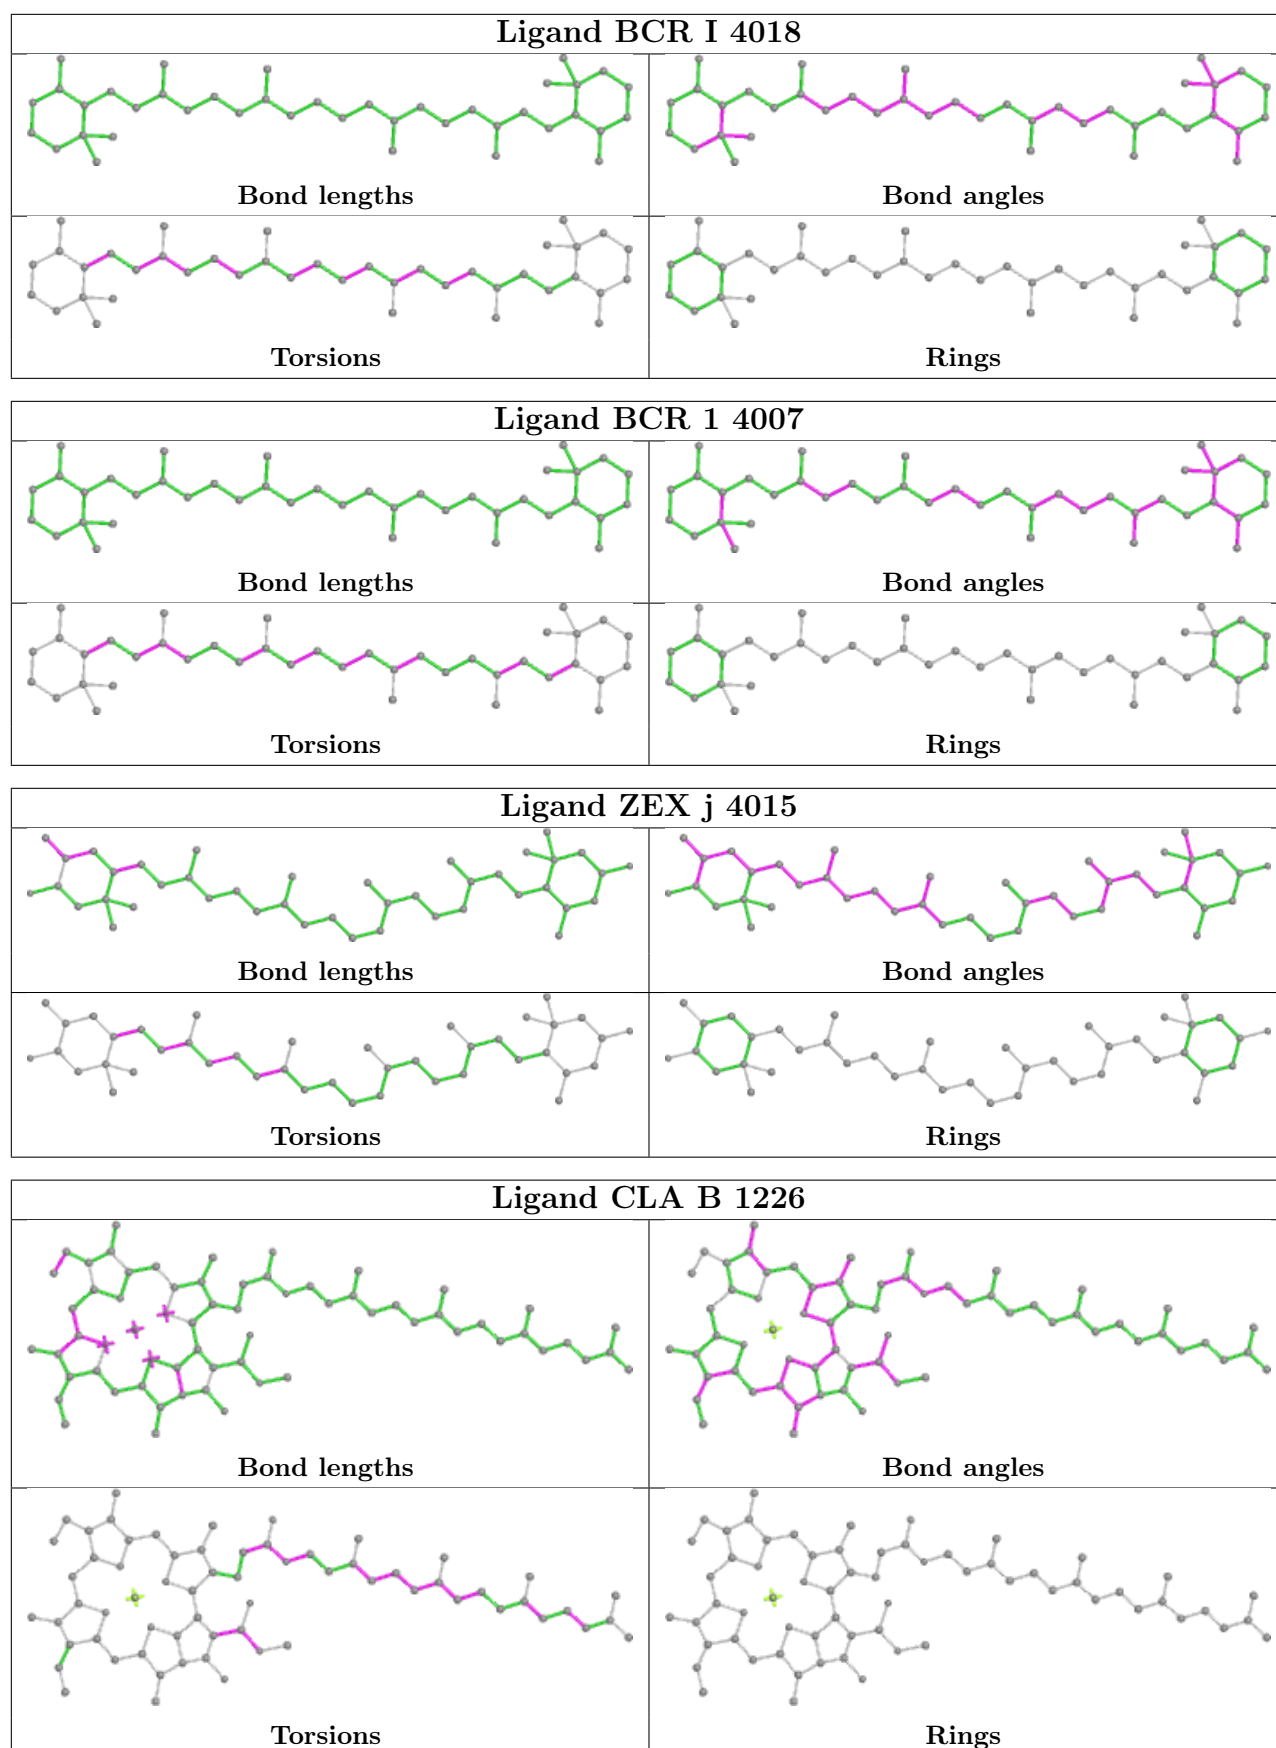 Ligand BCR I 4018
Bond lengths
Bond angles
Torsions
Rings
Ligand BCR 1 4007
Bond lengths
Bond angles
Torsions
Rings
Ligand ZEX j 4015
Bond lengths
Bond angles
Torsions
Rings
Ligand CLA B 1226
Bond lengths
Bond angles
Torsions
Rings